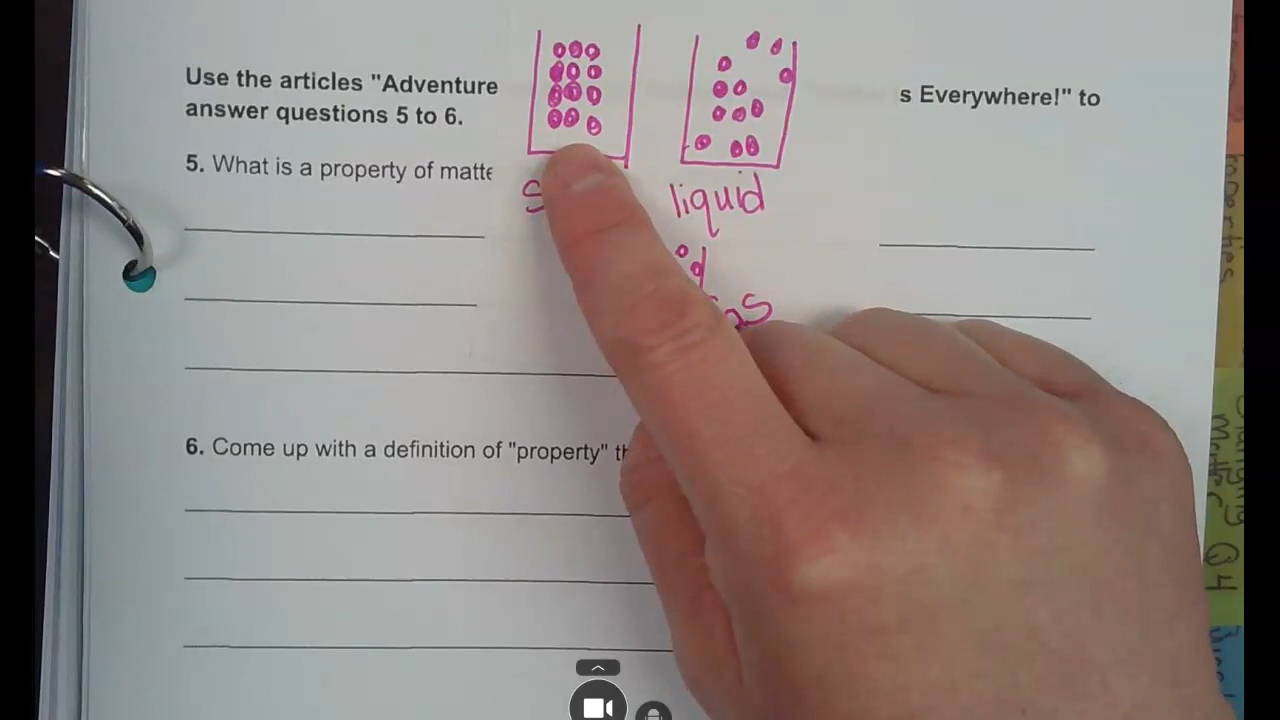 Use the articles "Adventure s Everywhere!" to
answer questions 5 to 6.
5. What is a property of matte
liquid
6. Come up with a definition of "property" th